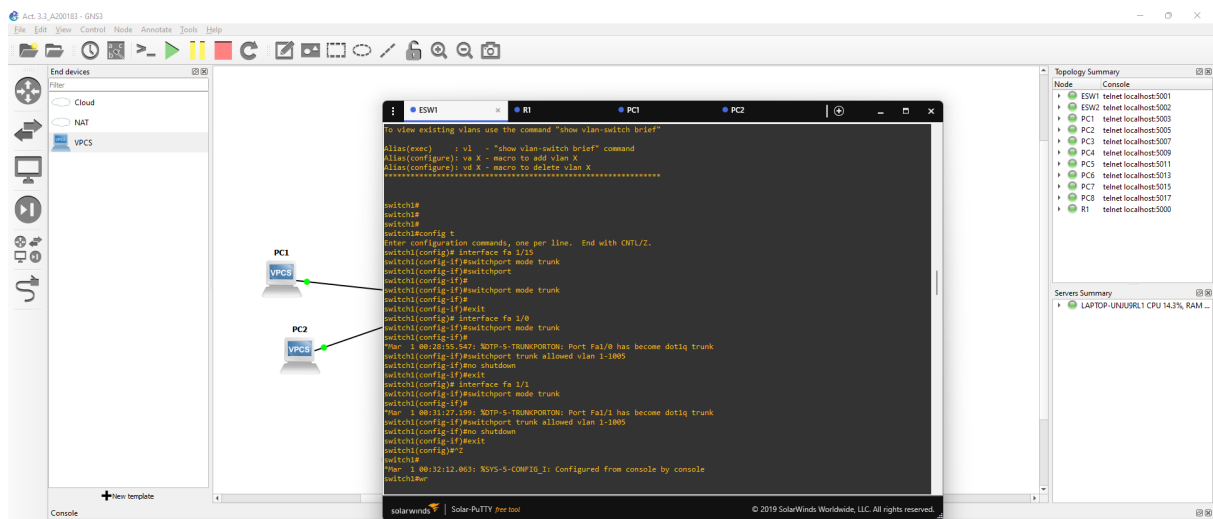 Act. 3.3_A200183 - GNS3
File Edit View Control Node Annotate Tools Help
End devices
Filter
Cloud
NAT
VPCS
New template
Console
PC1
VPCS
PC2
VPCS
ESW1 × R1 PC1 PC2
To view existing vlans use the command "show vlan-switch brief"
Alias(exec)     : vl   - "show vlan-switch brief" command
Alias(configure): va X - macro to add vlan X
Alias(configure): vd X - macro to delete vlan X
***************************************************************
switch1#
switch1#
switch1#
switch1#config t
Enter configuration commands, one per line.  End with CNTL/Z.
switch1(config)# interface fa 1/15
switch1(config-if)#switchport mode trunk
switch1(config-if)#switchport
switch1(config-if)#
switch1(config-if)#switchport mode trunk
switch1(config-if)#
switch1(config-if)#exit
switch1(config)# interface fa 1/0
switch1(config-if)#switchport mode trunk
switch1(config-if)#
*Mar  1 00:28:55.547: %DTP-5-TRUNKPORTON: Port Fa1/0 has become dot1q trunk
switch1(config-if)#switchport trunk allowed vlan 1-1005
switch1(config-if)#no shutdown
switch1(config-if)#exit
switch1(config)# interface fa 1/1
switch1(config-if)#switchport mode trunk
switch1(config-if)#
*Mar  1 00:31:27.199: %DTP-5-TRUNKPORTON: Port Fa1/1 has become dot1q trunk
switch1(config-if)#switchport trunk allowed vlan 1-1005
switch1(config-if)#no shutdown
switch1(config-if)#exit
switch1(config)#^Z
switch1#
*Mar  1 00:32:12.063: %SYS-5-CONFIG_I: Configured from console by console
switch1#wr
solarwinds | Solar-PuTTY free tool
© 2019 SolarWinds Worldwide, LLC. All rights reserved.
Topology Summary
Node Console
ESW1 telnet localhost:5001
ESW2 telnet localhost:5002
PC1 telnet localhost:5003
PC2 telnet localhost:5005
PC3 telnet localhost:5007
PC4 telnet localhost:5009
PC5 telnet localhost:5011
PC6 telnet localhost:5013
PC7 telnet localhost:5015
PC8 telnet localhost:5017
R1 telnet localhost:5000
Servers Summary
LAPTOP-UNJU9RL1 CPU 14.3%, RAM ...